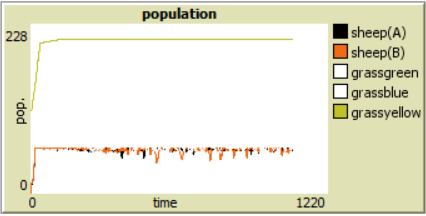 population
228
pop.
0
0
time
1220
sheep(A)
sheep(B)
grassgreen
grassblue
grassyellow